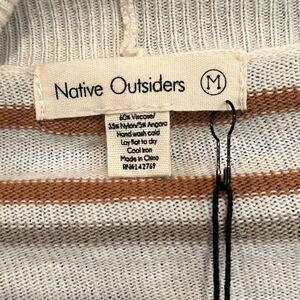 Native Outsiders M
60% Viscose/
35% Nylon/5% Angora
Hand wash cold
Lay flat to dry
Cool Iron
Made in China
RN#142769